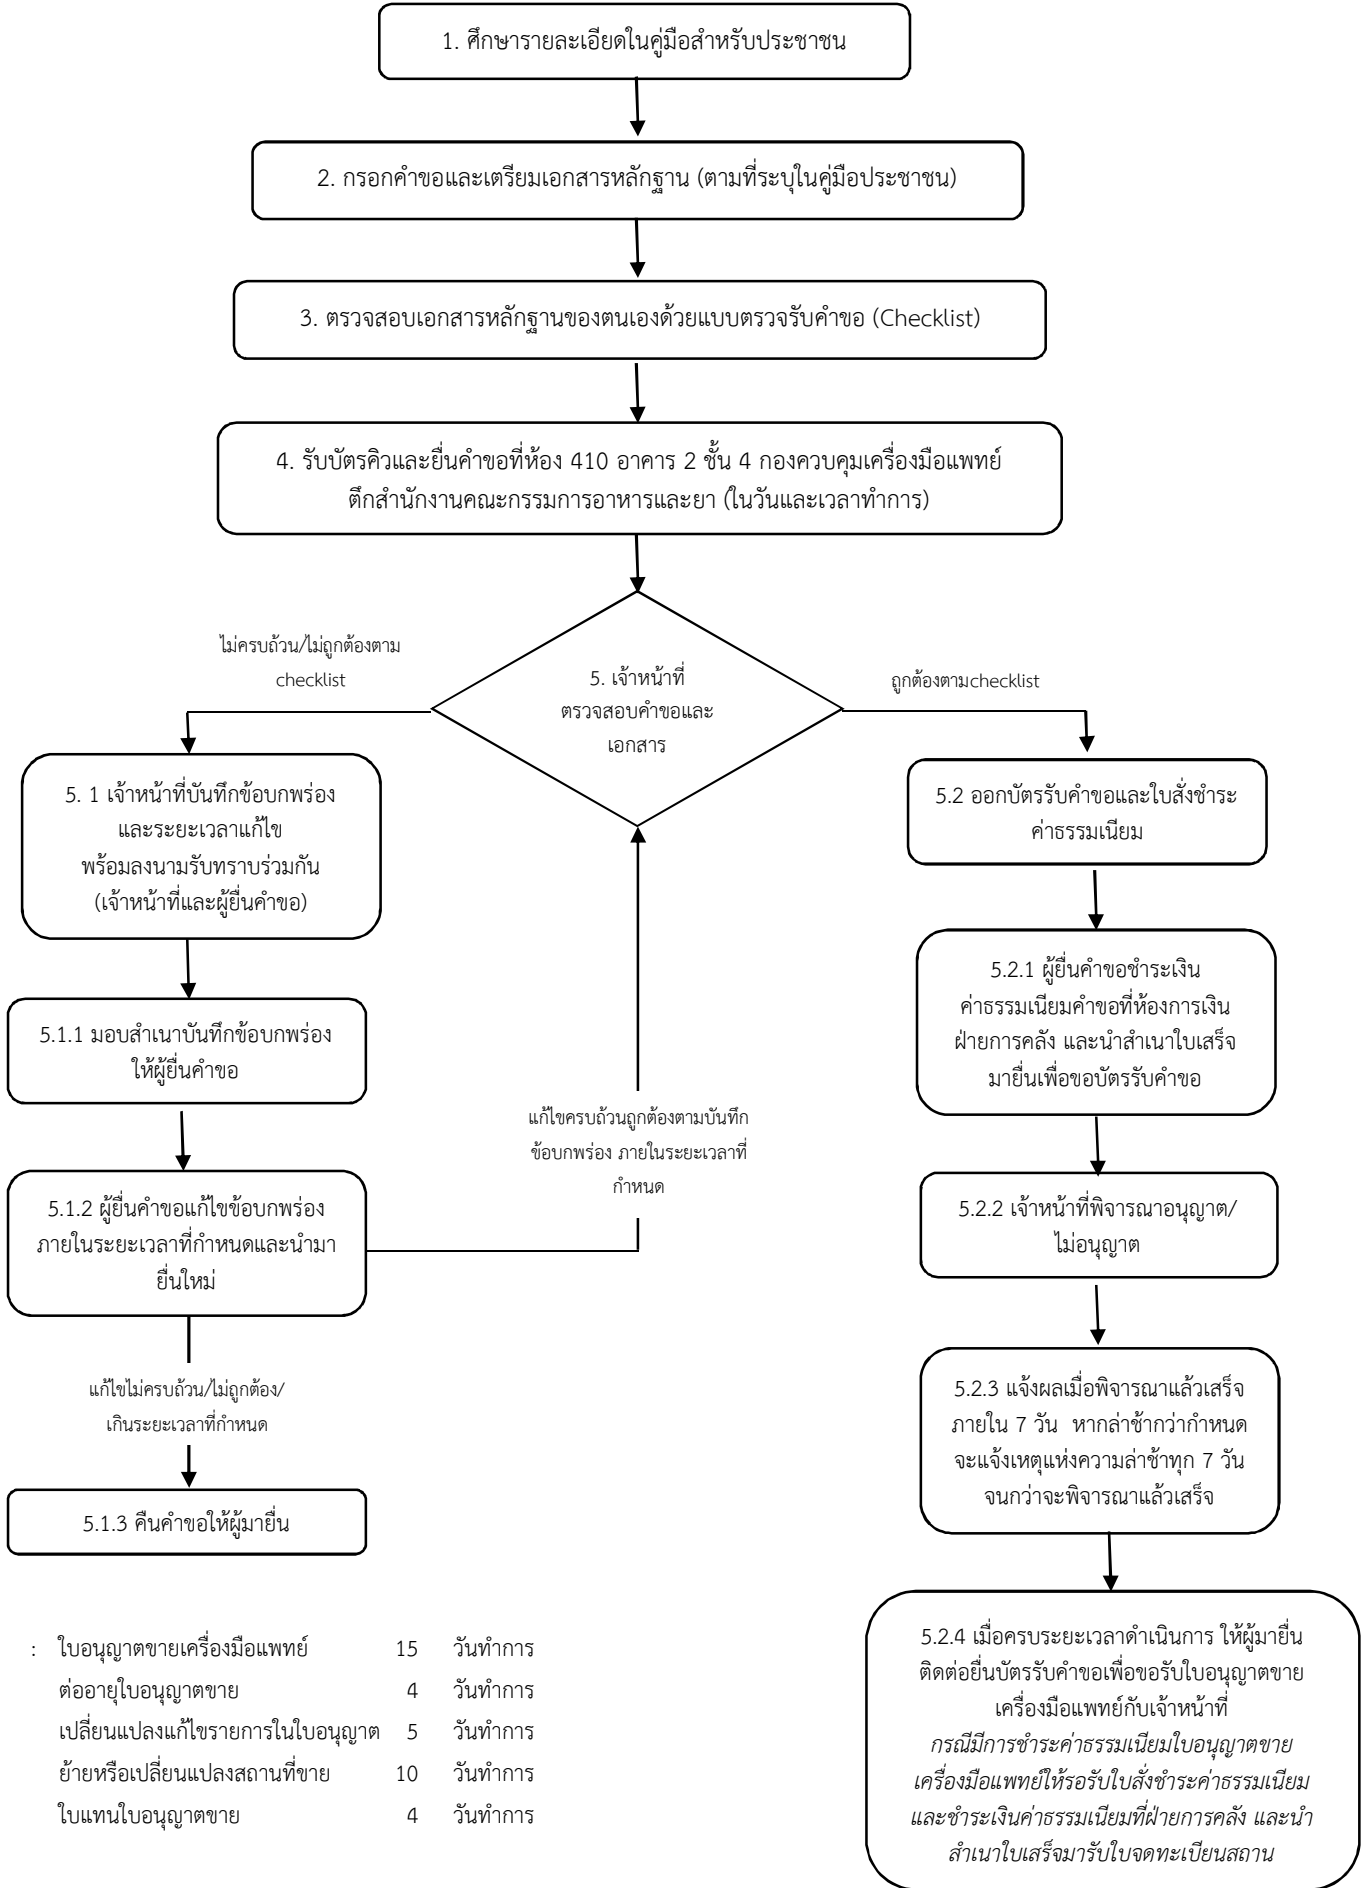 1. ศึกษารายละเอียดในคู่มือสำหรับประชาชน
2. กรอกคำขอและเตรียมเอกสารหลักฐาน (ตามที่ระบุในคู่มือประชาชน)
3. ตรวจสอบเอกสารหลักฐานของตนเองด้วยแบบตรวจรับคำขอ (Checklist)
4. รับบัตรคิวและยื่นคำขอที่ห้อง 410 อาคาร 2 ชั้น 4 กองควบคุมเครื่องมือแพทย์
ตึกสำนักงานคณะกรรมการอาหารและยา (ในวันและเวลาทำการ)
ไม่ครบถ้วน/ไม่ถูกต้องตาม
checklist
5. เจ้าหน้าที่
ตรวจสอบคำขอและ
เอกสาร
ถูกต้องตามchecklist
5. 1 เจ้าหน้าที่บันทึกข้อบกพร่อง
และระยะเวลาแก้ไข
พร้อมลงนามรับทราบร่วมกัน
(เจ้าหน้าที่และผู้ยื่นคำขอ)
5.1.1 มอบสำเนาบันทึกข้อบกพร่อง
ให้ผู้ยื่นคำขอ
5.1.2 ผู้ยื่นคำขอแก้ไขข้อบกพร่อง
ภายในระยะเวลาที่กำหนดและนำมา
ยื่นใหม่
แก้ไขครบถ้วนถูกต้องตามบันทึก
ข้อบกพร่อง ภายในระยะเวลาที่
กำหนด
แก้ไขไม่ครบถ้วน/ไม่ถูกต้อง/
เกินระยะเวลาที่กำหนด
5.1.3 คืนคำขอให้ผู้มายื่น
5.2 ออกบัตรรับคำขอและใบสั่งชำระ
ค่าธรรมเนียม
5.2.1 ผู้ยื่นคำขอชำระเงิน
ค่าธรรมเนียมคำขอที่ห้องการเงิน
ฝ่ายการคลัง และนำสำเนาใบเสร็จ
มายื่นเพื่อขอบัตรรับคำขอ
5.2.2 เจ้าหน้าที่พิจารณาอนุญาต/
ไม่อนุญาต
5.2.3 แจ้งผลเมื่อพิจารณาแล้วเสร็จ
ภายใน 7 วัน หากล่าช้ากว่ากำหนด
จะแจ้งเหตุแห่งความล่าช้าทุก 7 วัน
จนกว่าจะพิจารณาแล้วเสร็จ
5.2.4 เมื่อครบระยะเวลาดำเนินการ ให้ผู้มายื่น
ติดต่อยื่นบัตรรับคำขอเพื่อขอรับใบอนุญาตขาย
เครื่องมือแพทย์กับเจ้าหน้าที่
กรณีมีการชำระค่าธรรมเนียมใบอนุญาตขาย
เครื่องมือแพทย์ให้รอรับใบสั่งชำระค่าธรรมเนียม
และชำระเงินค่าธรรมเนียมที่ฝ่ายการคลัง และนำ
สำเนาใบเสร็จมารับใบจดทะเบียนสถาน
: ใบอนุญาตขายเครื่องมือแพทย์ 15 วันทำการ
ต่ออายุใบอนุญาตขาย 4 วันทำการ
เปลี่ยนแปลงแก้ไขรายการในใบอนุญาต 5 วันทำการ
ย้ายหรือเปลี่ยนแปลงสถานที่ขาย 10 วันทำการ
ใบแทนใบอนุญาตขาย 4 วันทำการ